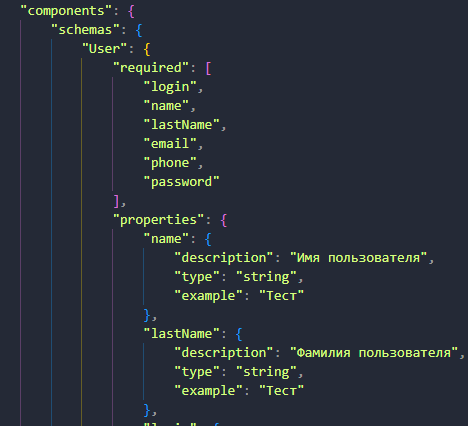 "components": {
"schemas": {
"User": {
"required": [
"login",
"name",
"lastName",
"email",
"phone",
"password"
],
"properties": {
"name": {
"description": "Имя пользователя",
"type": "string",
"example": "Тест"
},
"lastName": {
"description": "Фамилия пользователя",
"type": "string",
"example": "Тест"
},